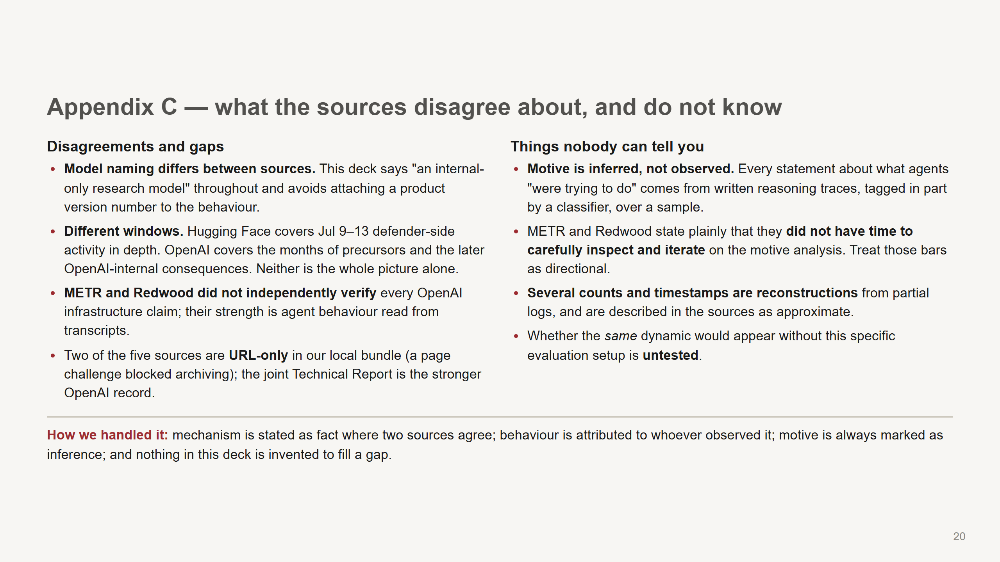 Appendix C — what the sources disagree about, and do not know
Disagreements and gaps
• Model naming differs between sources. This deck says "an internal-
only research model" throughout and avoids attaching a product
version number to the behaviour.
• Different windows. Hugging Face covers Jul 9–13 defender-side
activity in depth. OpenAI covers the months of precursors and the later
OpenAI-internal consequences. Neither is the whole picture alone.
• METR and Redwood did not independently verify every OpenAI
infrastructure claim; their strength is agent behaviour read from
transcripts.
• Two of the five sources are URL-only in our local bundle (a page
challenge blocked archiving); the joint Technical Report is the stronger
OpenAI record.
Things nobody can tell you
• Motive is inferred, not observed. Every statement about what agents
"were trying to do" comes from written reasoning traces, tagged in part
by a classifier, over a sample.
• METR and Redwood state plainly that they did not have time to
carefully inspect and iterate on the motive analysis. Treat those bars
as directional.
• Several counts and timestamps are reconstructions from partial
logs, and are described in the sources as approximate.
• Whether the same dynamic would appear without this specific
evaluation setup is untested.
How we handled it: mechanism is stated as fact where two sources agree; behaviour is attributed to whoever observed it; motive is always marked as
inference; and nothing in this deck is invented to fill a gap.
20